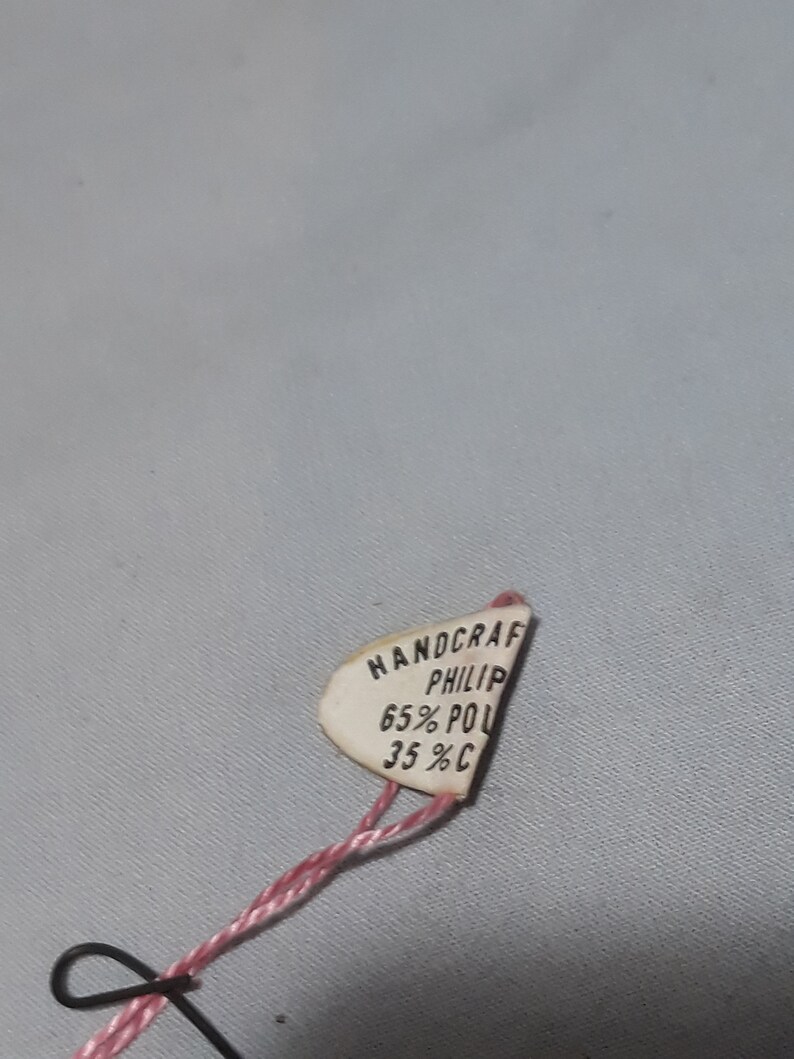 HANDCRAF
PHILIP
65% POL
35 % C